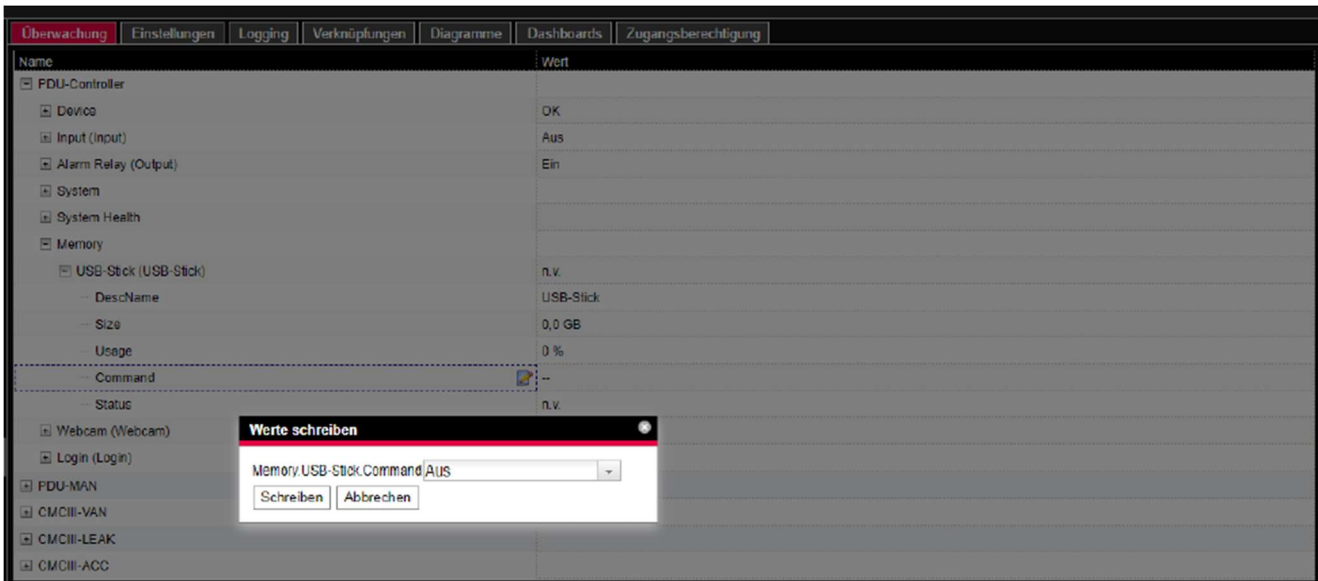 Überwachung Einstellungen Logging Verknüpfungen Diagramme Dashboards Zugangsberechtigung
Name Wert
PDU-Controller
Device OK
Input (Input) Aus
Alarm Relay (Output) Ein
System
System Health
Memory
USB-Stick (USB-Stick) n.v.
DescName USB-Stick
Size 0,0 GB
Usage 0 %
Command --
Status n.v.
Webcam (Webcam)
Login (Login)
Werte schreiben
Memory.USB-Stick.Command Aus
Schreiben Abbrechen
PDU-MAN
CMCIII-VAN
CMCIII-LEAK
CMCIII-ACC